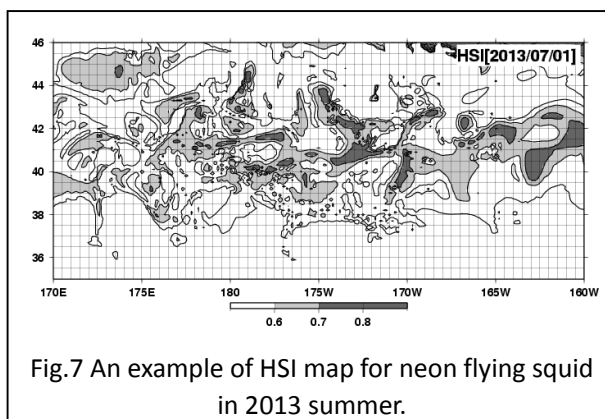 46
HSI[2013/07/01]
44
42
40
38
36
170E 175E 180 175W 170W 165W 160W
0.6 0.7 0.8
Fig.7 An example of HSI map for neon flying squid
in 2013 summer.